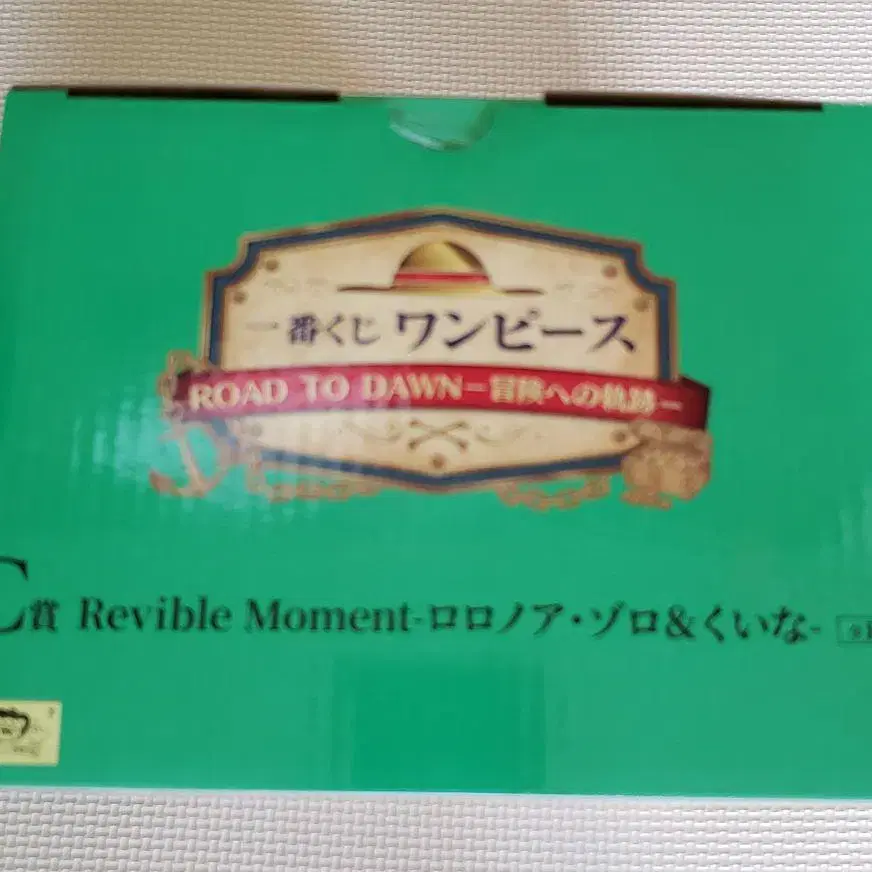 一番くじ ワンピース
ROAD TO DAWN－冒険への軌跡－
C賞 Revible Moment-ロロノア・ゾロ&くいな-